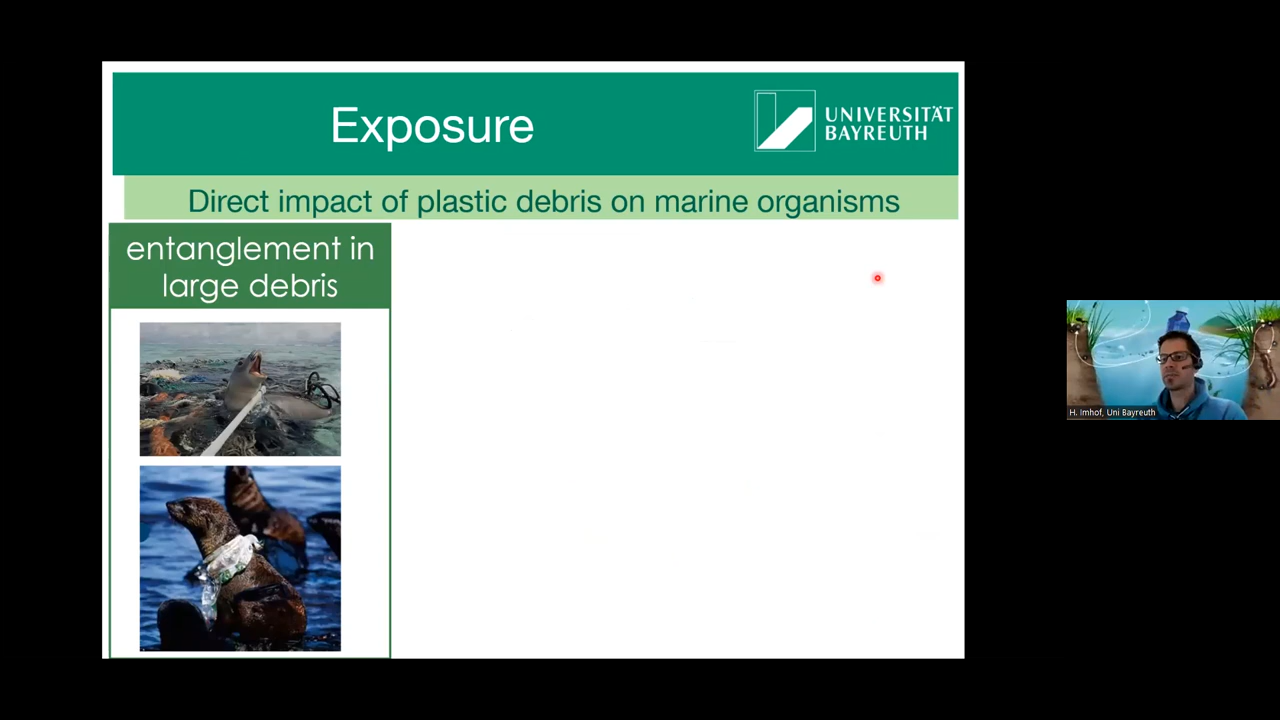 Exposure
UNIVERSITÄT
BAYREUTH
Direct impact of plastic debris on marine organisms
entanglement in
large debris
H. Imhof, Uni Bayreuth